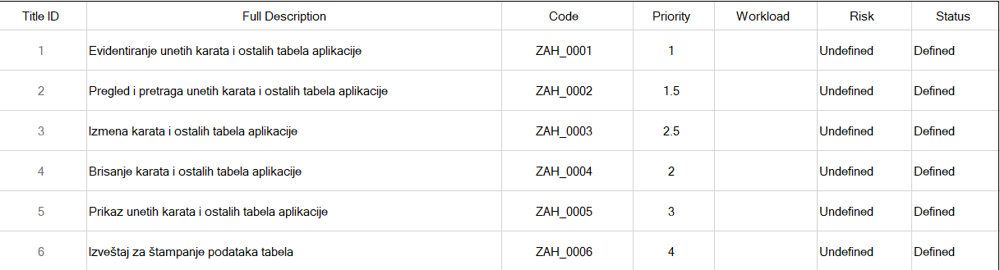 Title ID Full Description Code Priority Workload Risk Status
1 Evidentiranje unetih karata i ostalih tabela aplikacije ZAH_0001 1 Undefined Defined
2 Pregled i pretraga unetih karata i ostalih tabela aplikacije ZAH_0002 1.5 Undefined Defined
3 Izmena karata i ostalih tabela aplikacije ZAH_0003 2.5 Undefined Defined
4 Brisanje karata i ostalih tabela aplikacije ZAH_0004 2 Undefined Defined
5 Prikaz unetih karata i ostalih tabela aplikacije ZAH_0005 3 Undefined Defined
6 Izveštaj za štampanje podataka tabela ZAH_0006 4 Undefined Defined